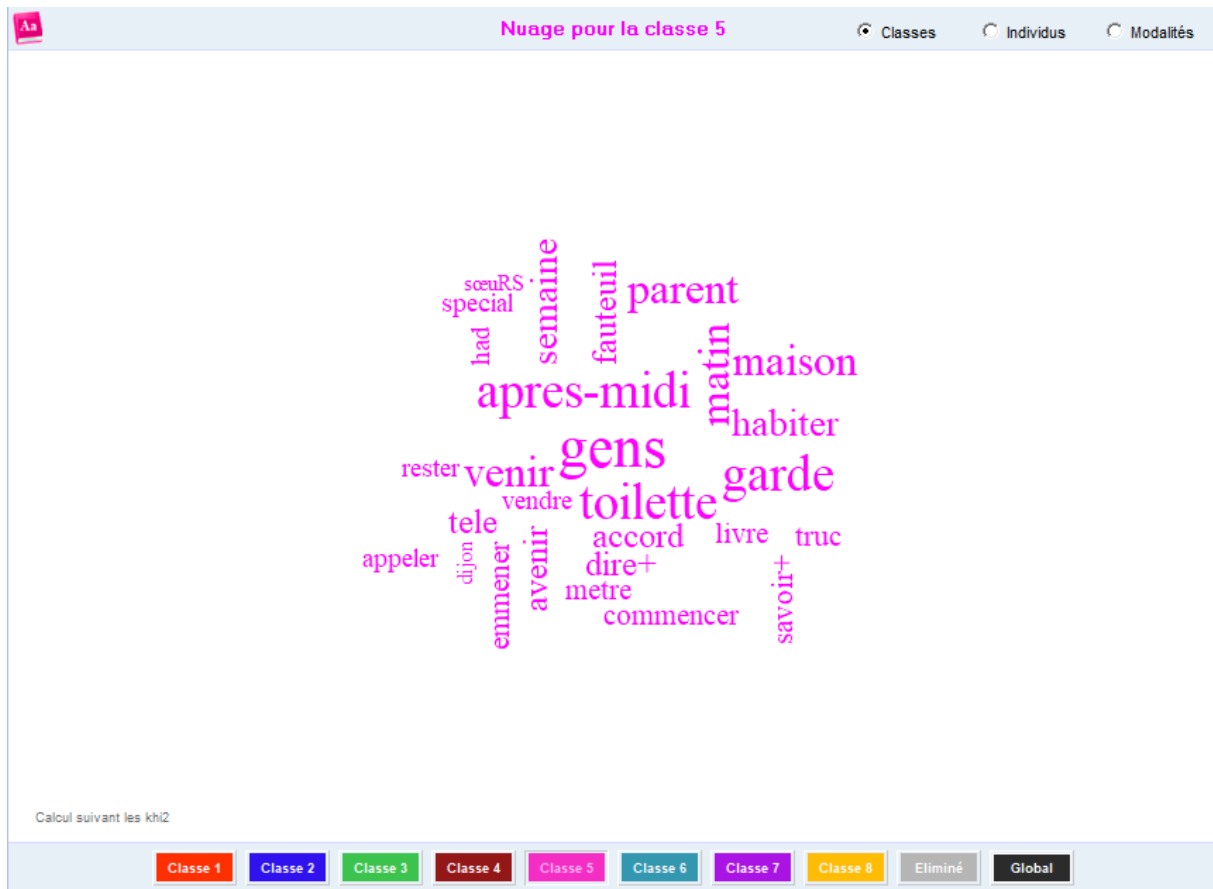 Aa
Nuage pour la classe 5
Classes Individus Modalités
sœuRS
special
had
semaine
fauteuil
parent
matin
maison
apres-midi
habiter
gens
rester
venir
garde
vendre
toilette
tele
accord
livre
truc
appeler
dijon
emmener
avenir
dire+
metre
savoir+
commencer
Calcul suivant les khi2
Classe 1 Classe 2 Classe 3 Classe 4 Classe 5 Classe 6 Classe 7 Classe 8 Eliminé Global